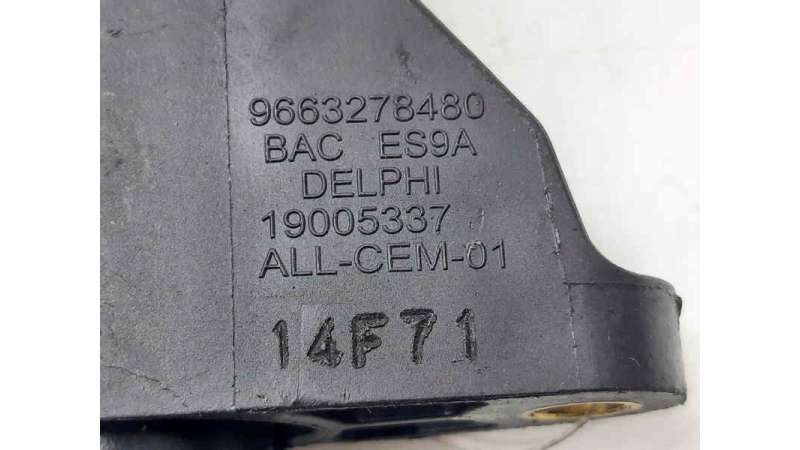 9663278480
BAC ES9A
DELPHI
19005337
ALL-CEM-01
14F71